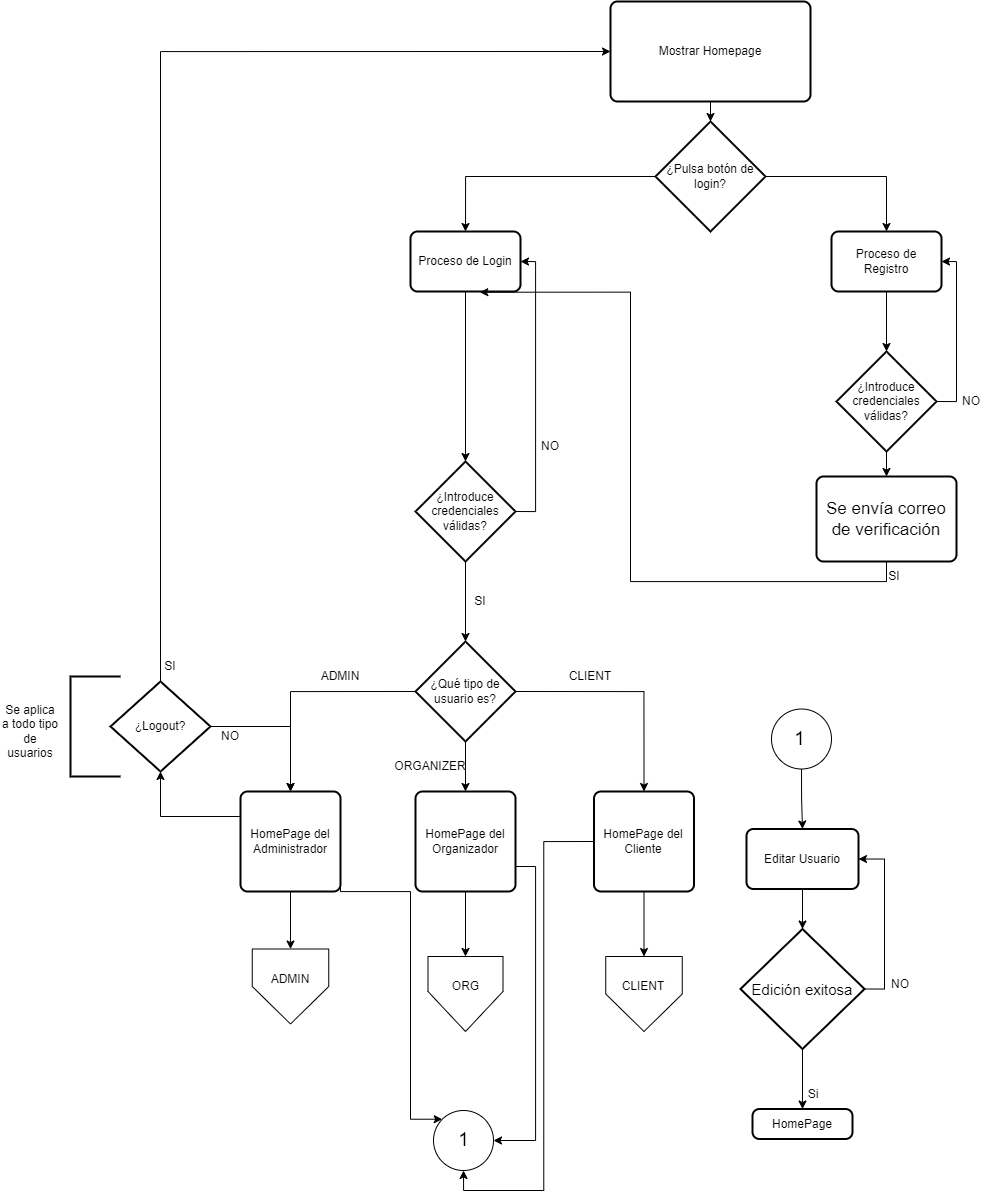 Mostrar Homepage
¿Pulsa botón de
login?
Proceso de Login
Proceso de
Registro
¿Introduce
credenciales
válidas?
NO
NO
¿Introduce
credenciales
válidas?
Se envía correo
de verificación
SI
SI
¿Qué tipo de
usuario es?
ADMIN
CLIENT
ORGANIZER
SI
¿Logout?
NO
Se aplica
a todo tipo
de
usuarios
HomePage del
Administrador
HomePage del
Organizador
HomePage del
Cliente
ADMIN
ORG
CLIENT
1
1
Editar Usuario
Edición exitosa
NO
Si
HomePage